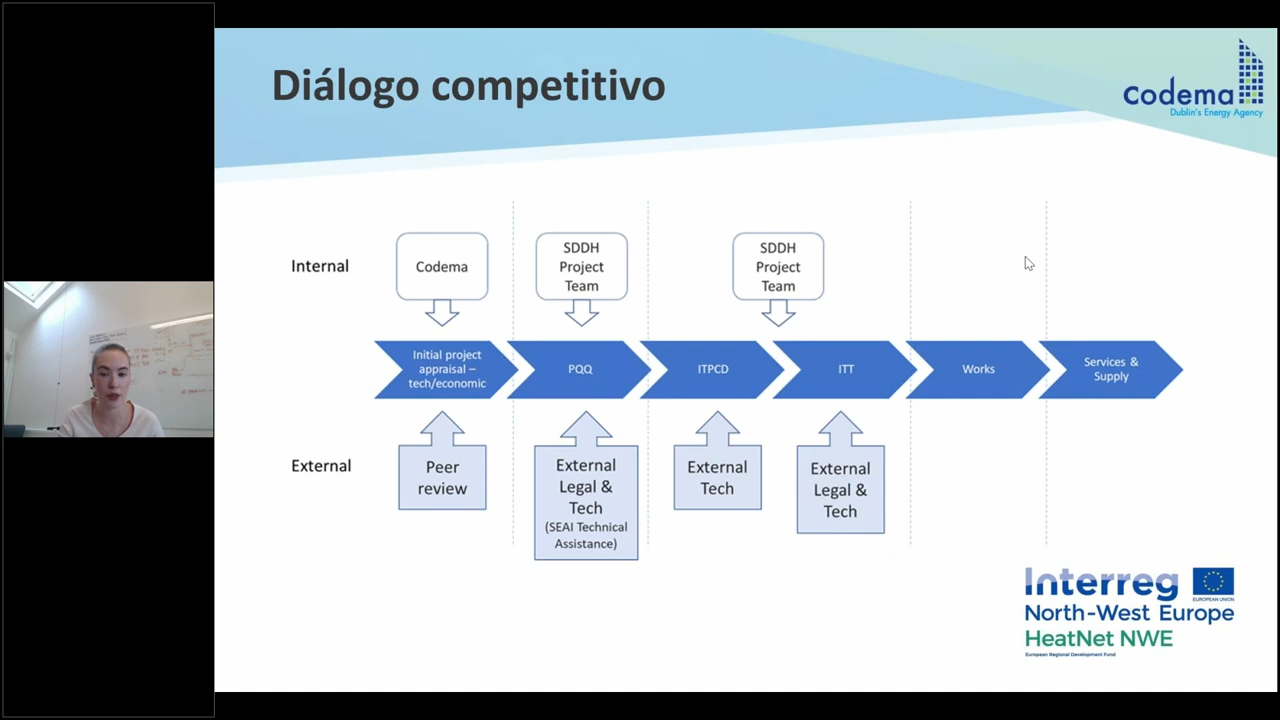 Diálogo competitivo
Codema
Dublin's Energy Agency
Internal
Codema
SDDH
Project
Team
SDDH
Project
Team
Initial project
appraisal –
tech/economic
PQQ
ITPCD
ITT
Works
Services &
Supply
External
Peer
review
External
Legal &
Tech
(SEAI Technical
Assistance)
External
Tech
External
Legal &
Tech
Interreg
EUROPEAN UNION
North-West Europe
HeatNet NWE
European Regional Development Fund